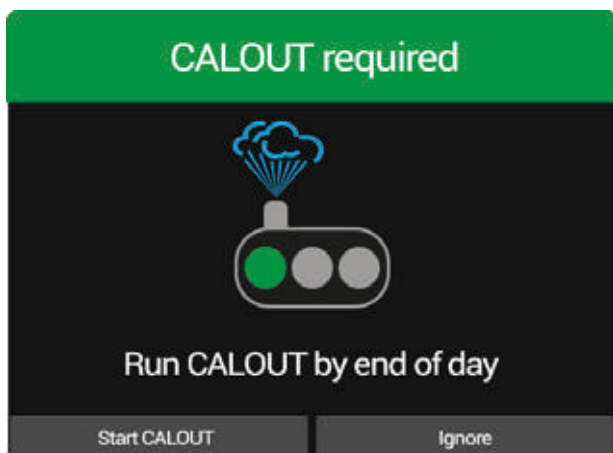 CALOUT required
Run CALOUT by end of day
Start CALOUT
Ignore